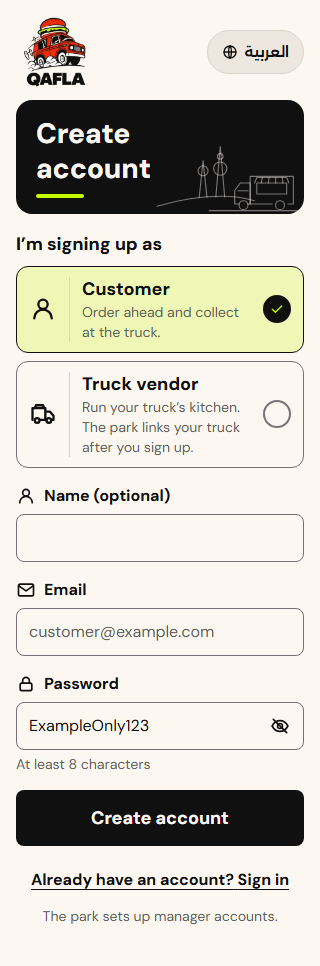 QAFLA
العربية
Create
account
I’m signing up as
Customer
Order ahead and collect
at the truck.
Truck vendor
Run your truck’s kitchen.
The park links your truck
after you sign up.
Name (optional)
Email
customer@example.com
Password
ExampleOnly123
At least 8 characters
Create account
Already have an account? Sign in
The park sets up manager accounts.